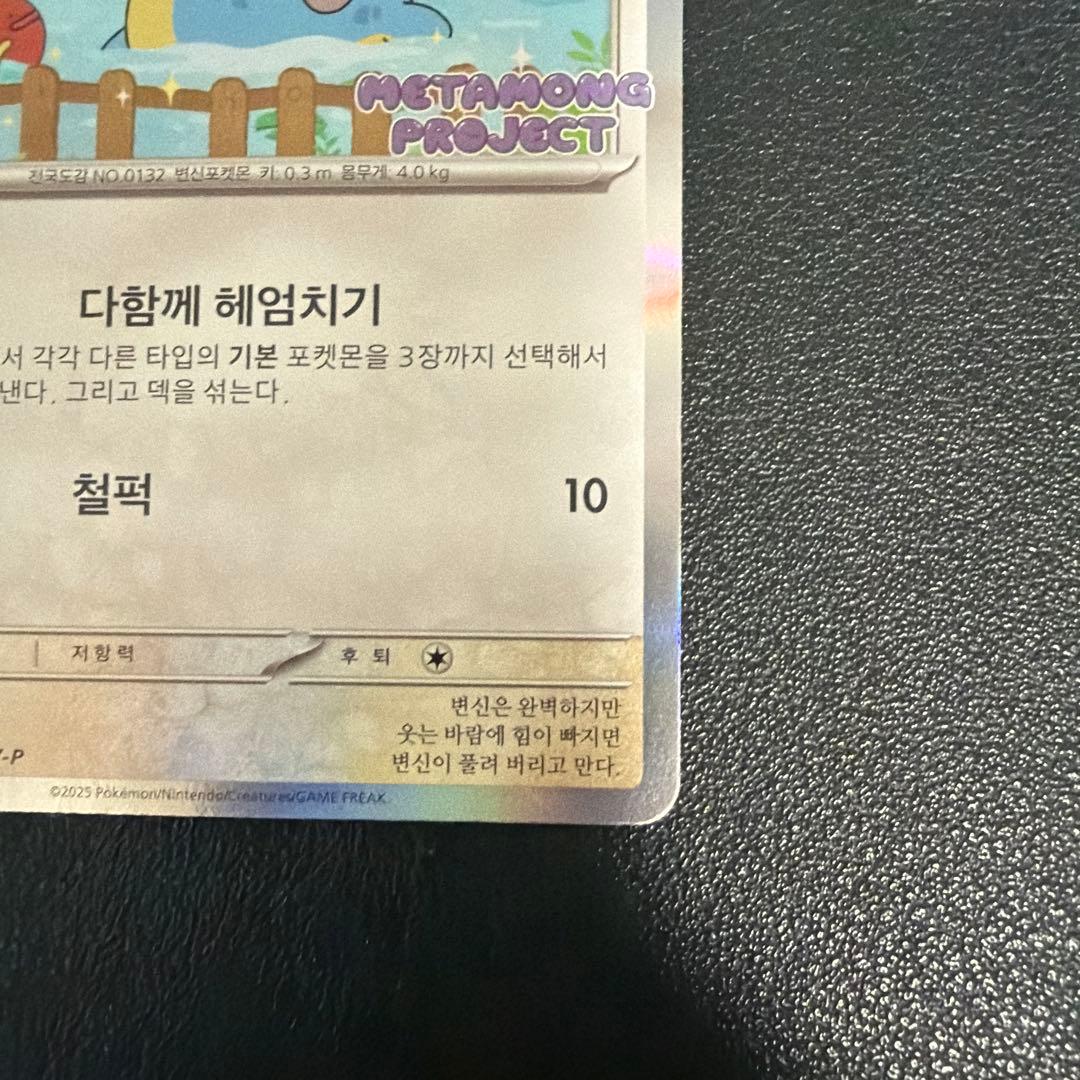 METAMONG
PROJECT
전국도감 NO.0132 변신포켓몬 키: 0.3 m 몸무게: 4.0 kg
다함께 헤엄치기
서 각각 다른 타입의 기본 포켓몬을 3장까지 선택해서
낸다. 그리고 덱을 섞는다.
철퍽 10
저항력 후퇴
변신은 완벽하지만
웃는 바람에 힘이 빠지면
변신이 풀려 버리고 만다.
-P
©2025 Pokémon/Nintendo/Creatures/GAME FREAK